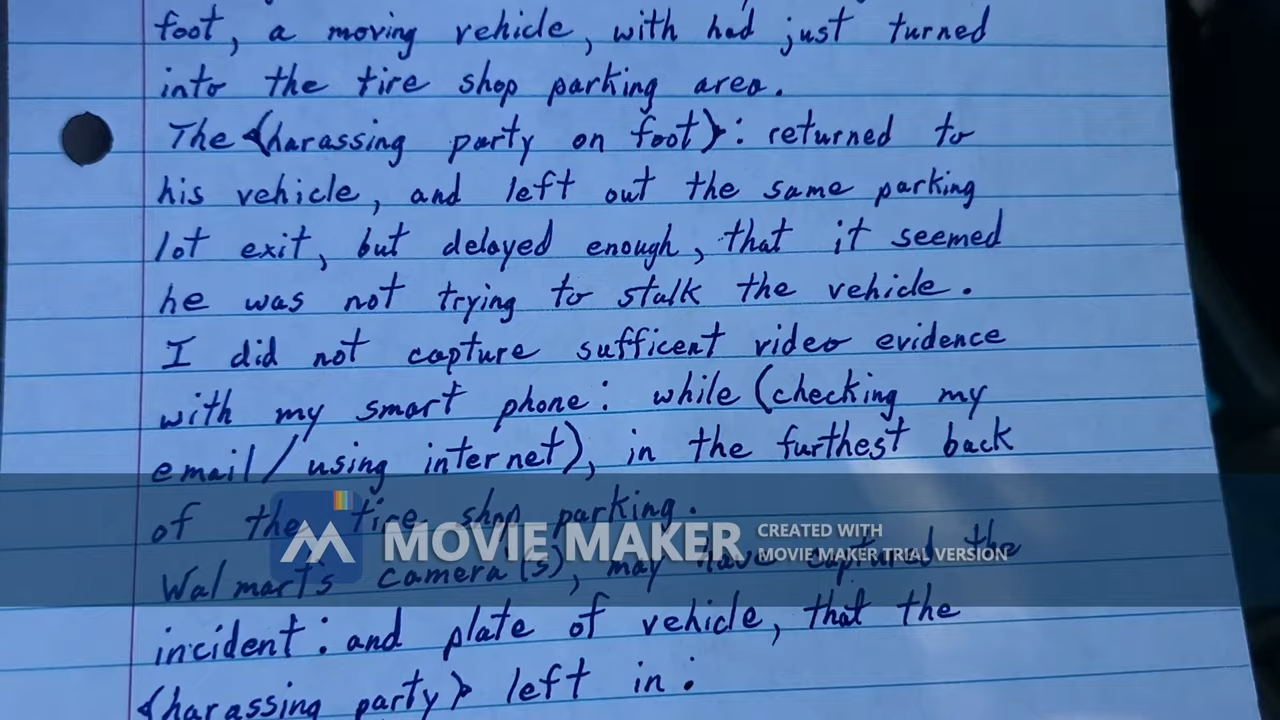 foot, a moving vehicle, with had just turned
into the tire shop parking area.
The <harassing party on foot>: returned to
his vehicle, and left out the same parking
lot exit, but delayed enough, that it seemed
he was not trying to stalk the vehicle.
I did not capture sufficent video evidence
with my smart phone: while (checking my
email/using internet), in the furthest back
of the tire shop parking.
MOVIE MAKER
CREATED WITH
MOVIE MAKER TRIAL VERSION
Walmart's camera(s), may have captured the
incident: and plate of vehicle, that the
<harassing party> left in: